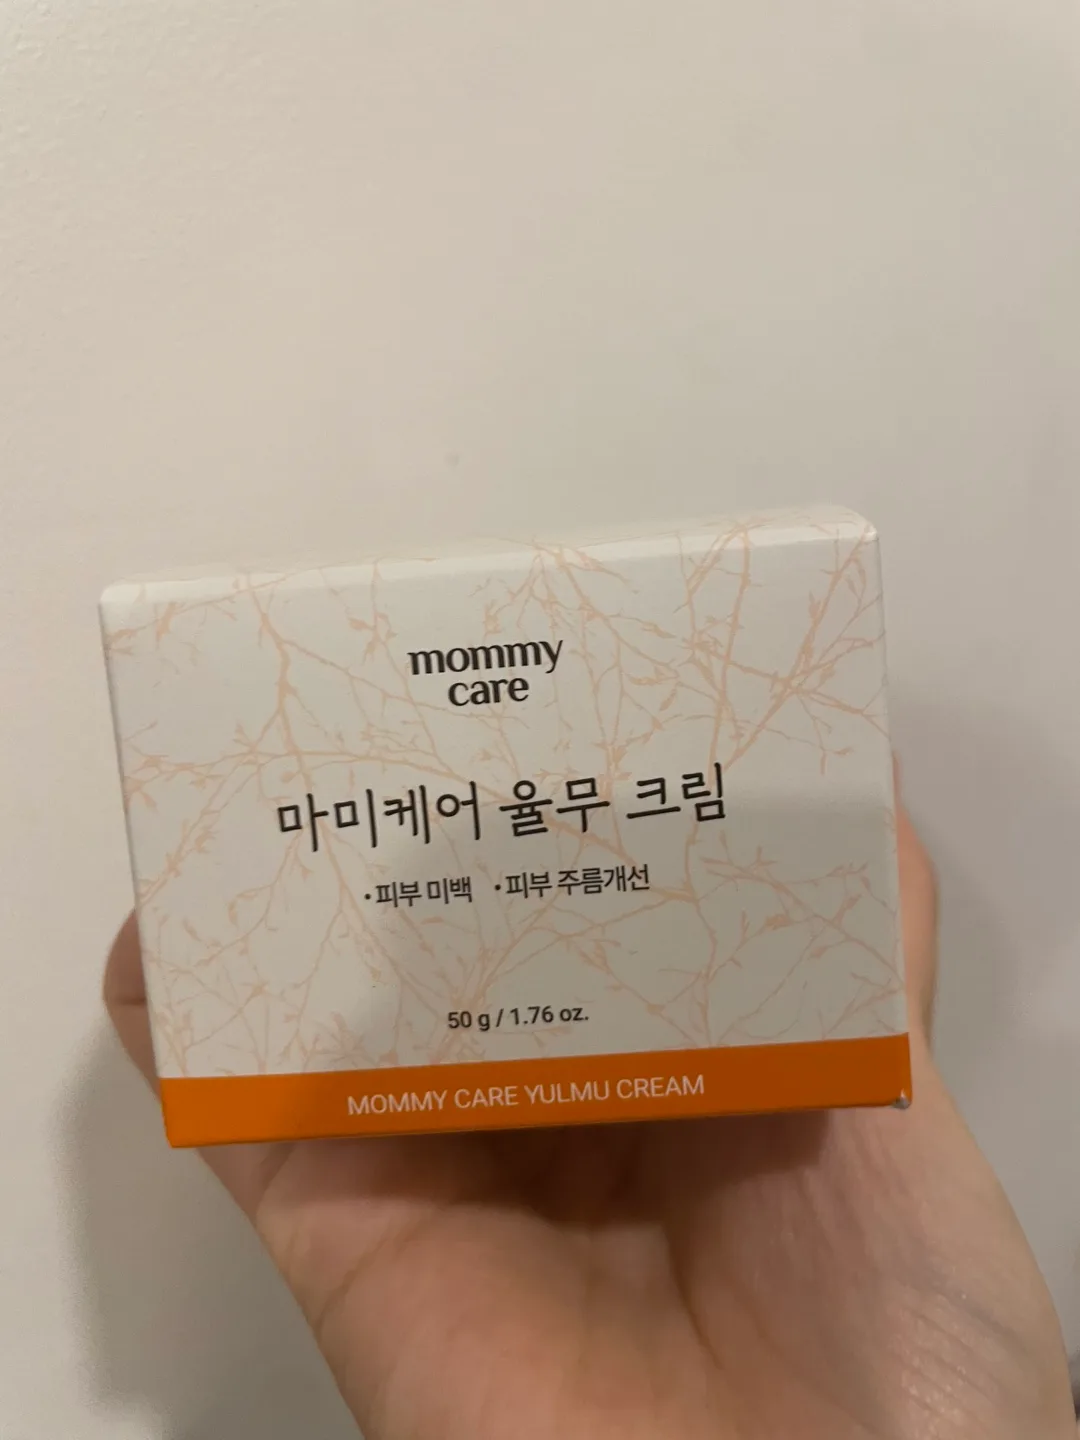 mommy
care
마미케어 율무 크림
•피부 미백 •피부 주름개선
50 g / 1.76 oz.
MOMMY CARE YULMU CREAM